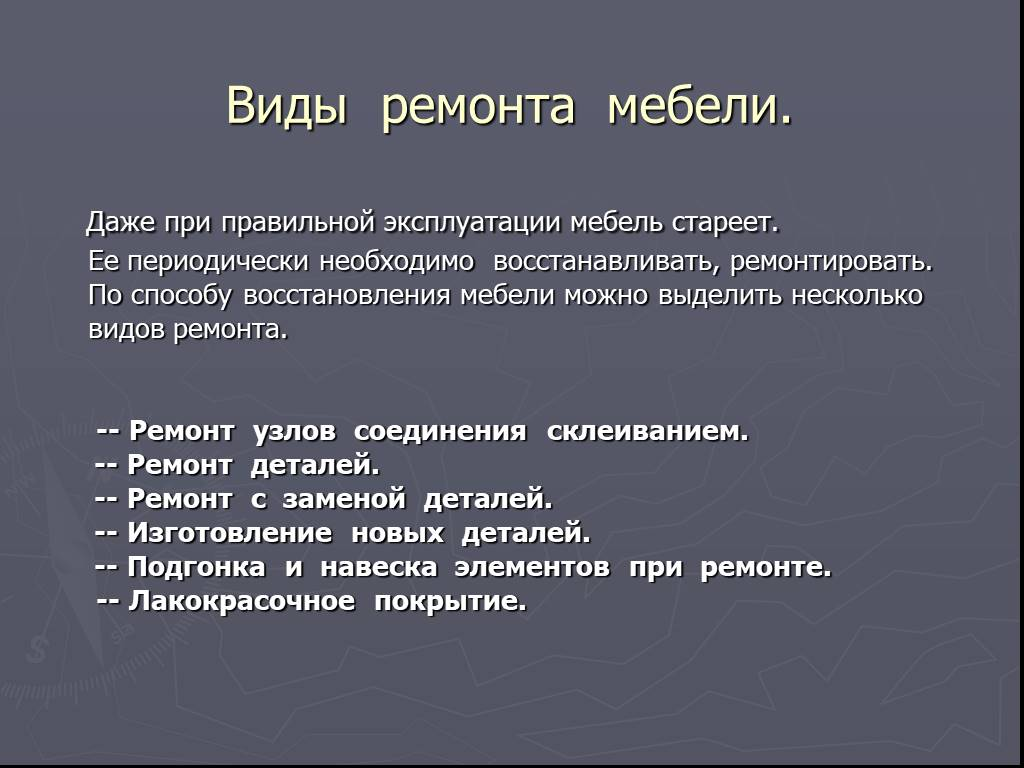 Виды ремонта мебели.
Даже при правильной эксплуатации мебель стареет.
Ее периодически необходимо восстанавливать, ремонтировать.
По способу восстановления мебели можно выделить несколько
видов ремонта.
-- Ремонт узлов соединения склеиванием.
-- Ремонт деталей.
-- Ремонт с заменой деталей.
-- Изготовление новых деталей.
-- Подгонка и навеска элементов при ремонте.
-- Лакокрасочное покрытие.